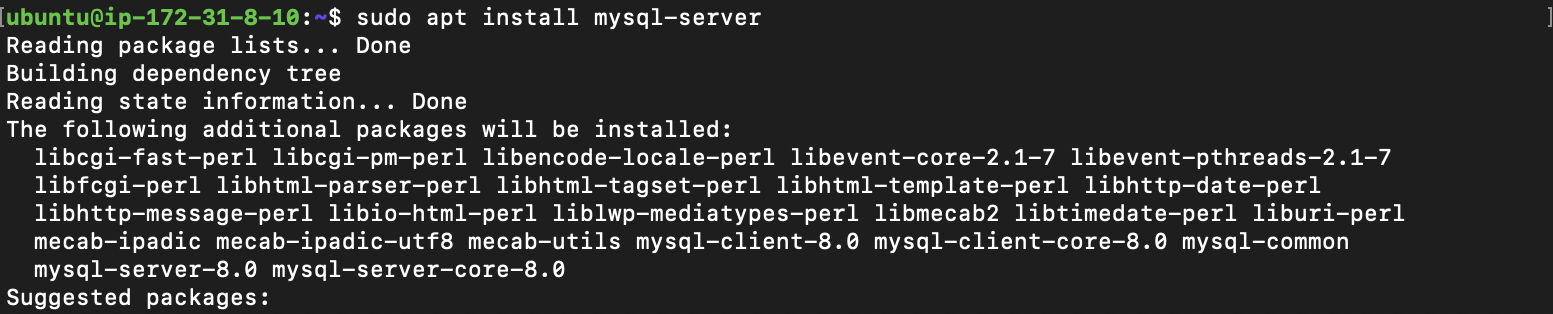 ubuntu@ip-172-31-8-10:~$ sudo apt install mysql-server
Reading package lists... Done
Building dependency tree
Reading state information... Done
The following additional packages will be installed:
  libcgi-fast-perl libcgi-pm-perl libencode-locale-perl libevent-core-2.1-7 libevent-pthreads-2.1-7
  libfcgi-perl libhtml-parser-perl libhtml-tagset-perl libhtml-template-perl libhttp-date-perl
  libhttp-message-perl libio-html-perl liblwp-mediatypes-perl libmecab2 libtimedate-perl liburi-perl
  mecab-ipadic mecab-ipadic-utf8 mecab-utils mysql-client-8.0 mysql-client-core-8.0 mysql-common
  mysql-server-8.0 mysql-server-core-8.0
Suggested packages: